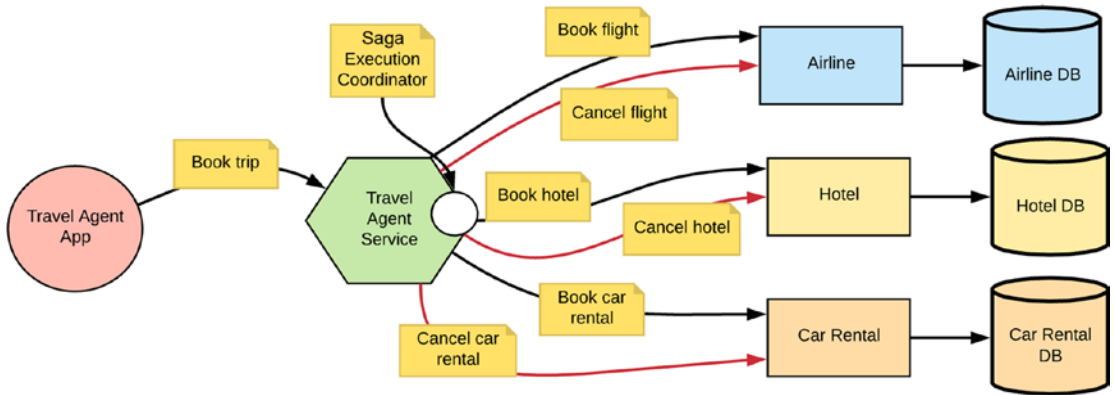 Saga
Execution
Coordinator
Book flight
Airline
Airline DB
Cancel flight
Book trip
Travel Agent
App
Travel
Agent
Service
Book hotel
Hotel
Hotel DB
Cancel hotel
Book car
rental
Cancel car
rental
Car Rental
Car Rental
DB